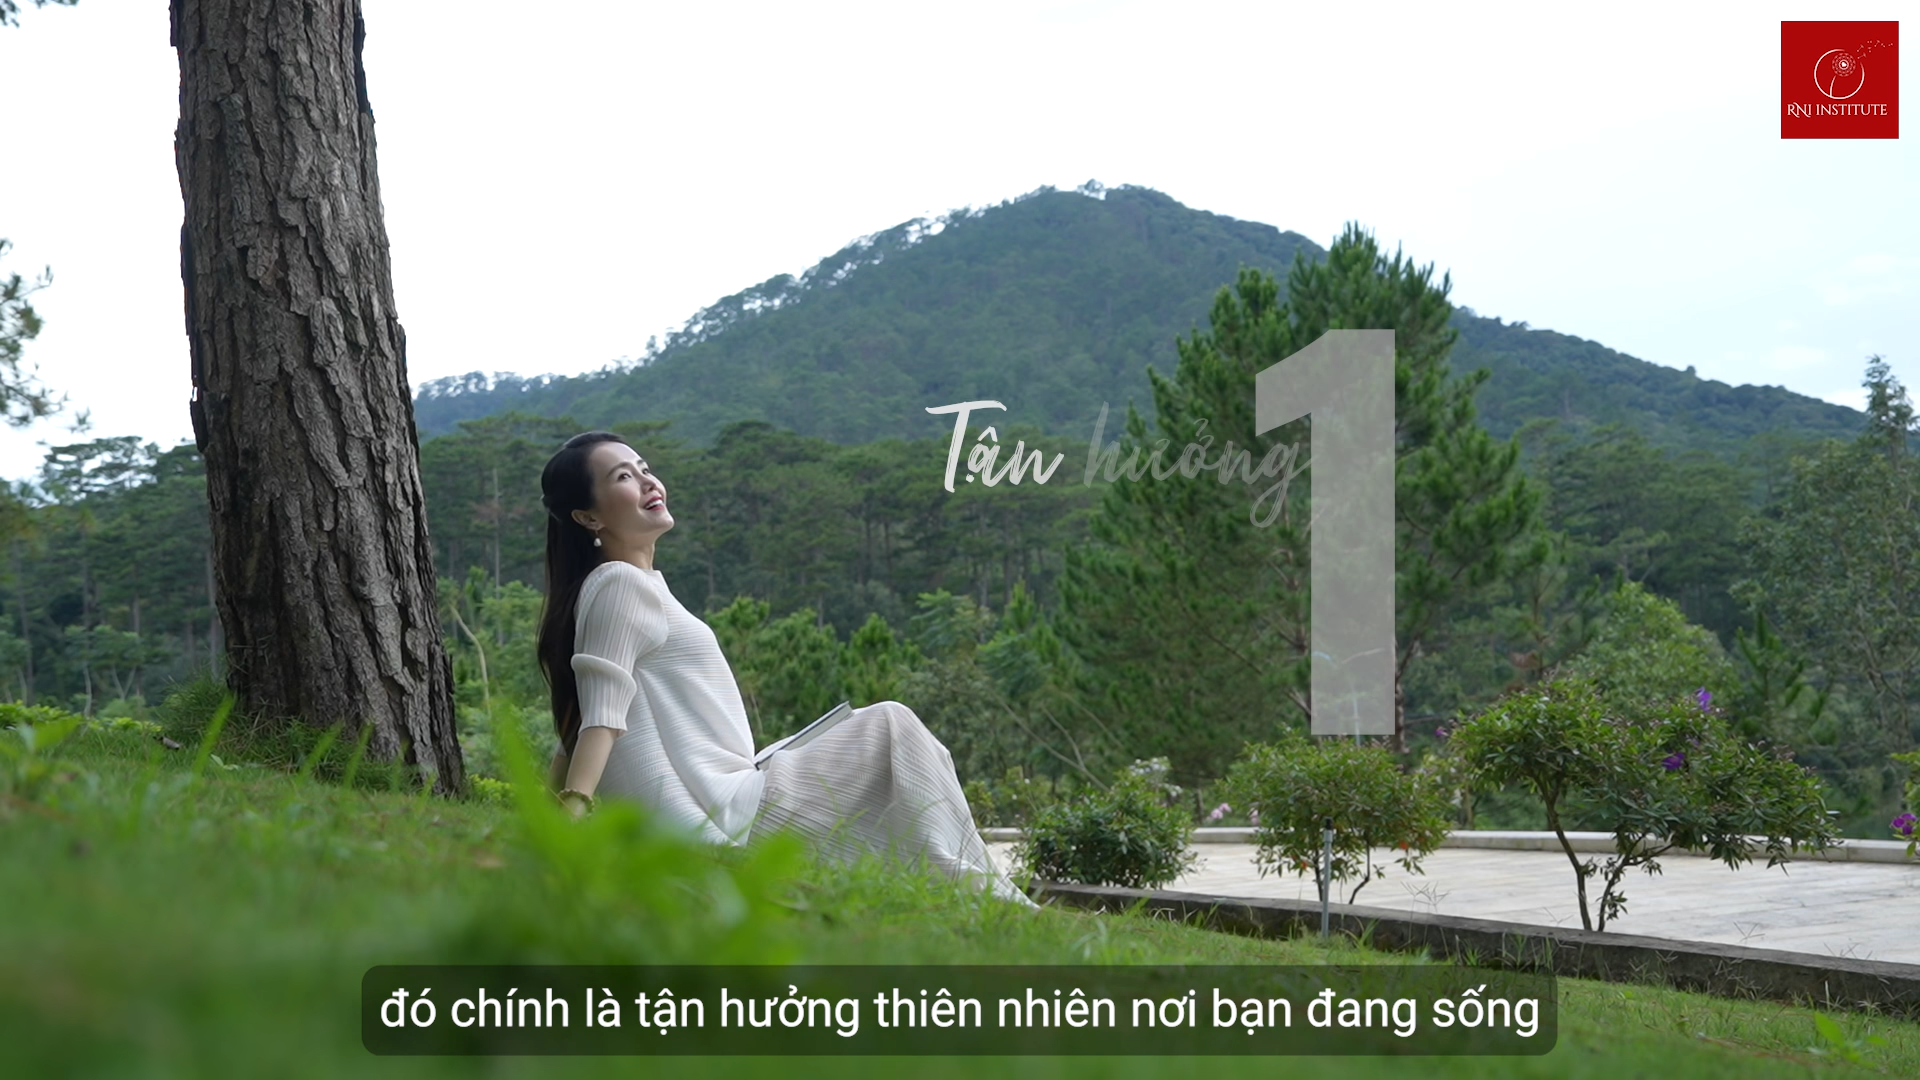 RNI INSTITUTE
Tận hưởng
1
đó chính là tận hưởng thiên nhiên nơi bạn đang sống